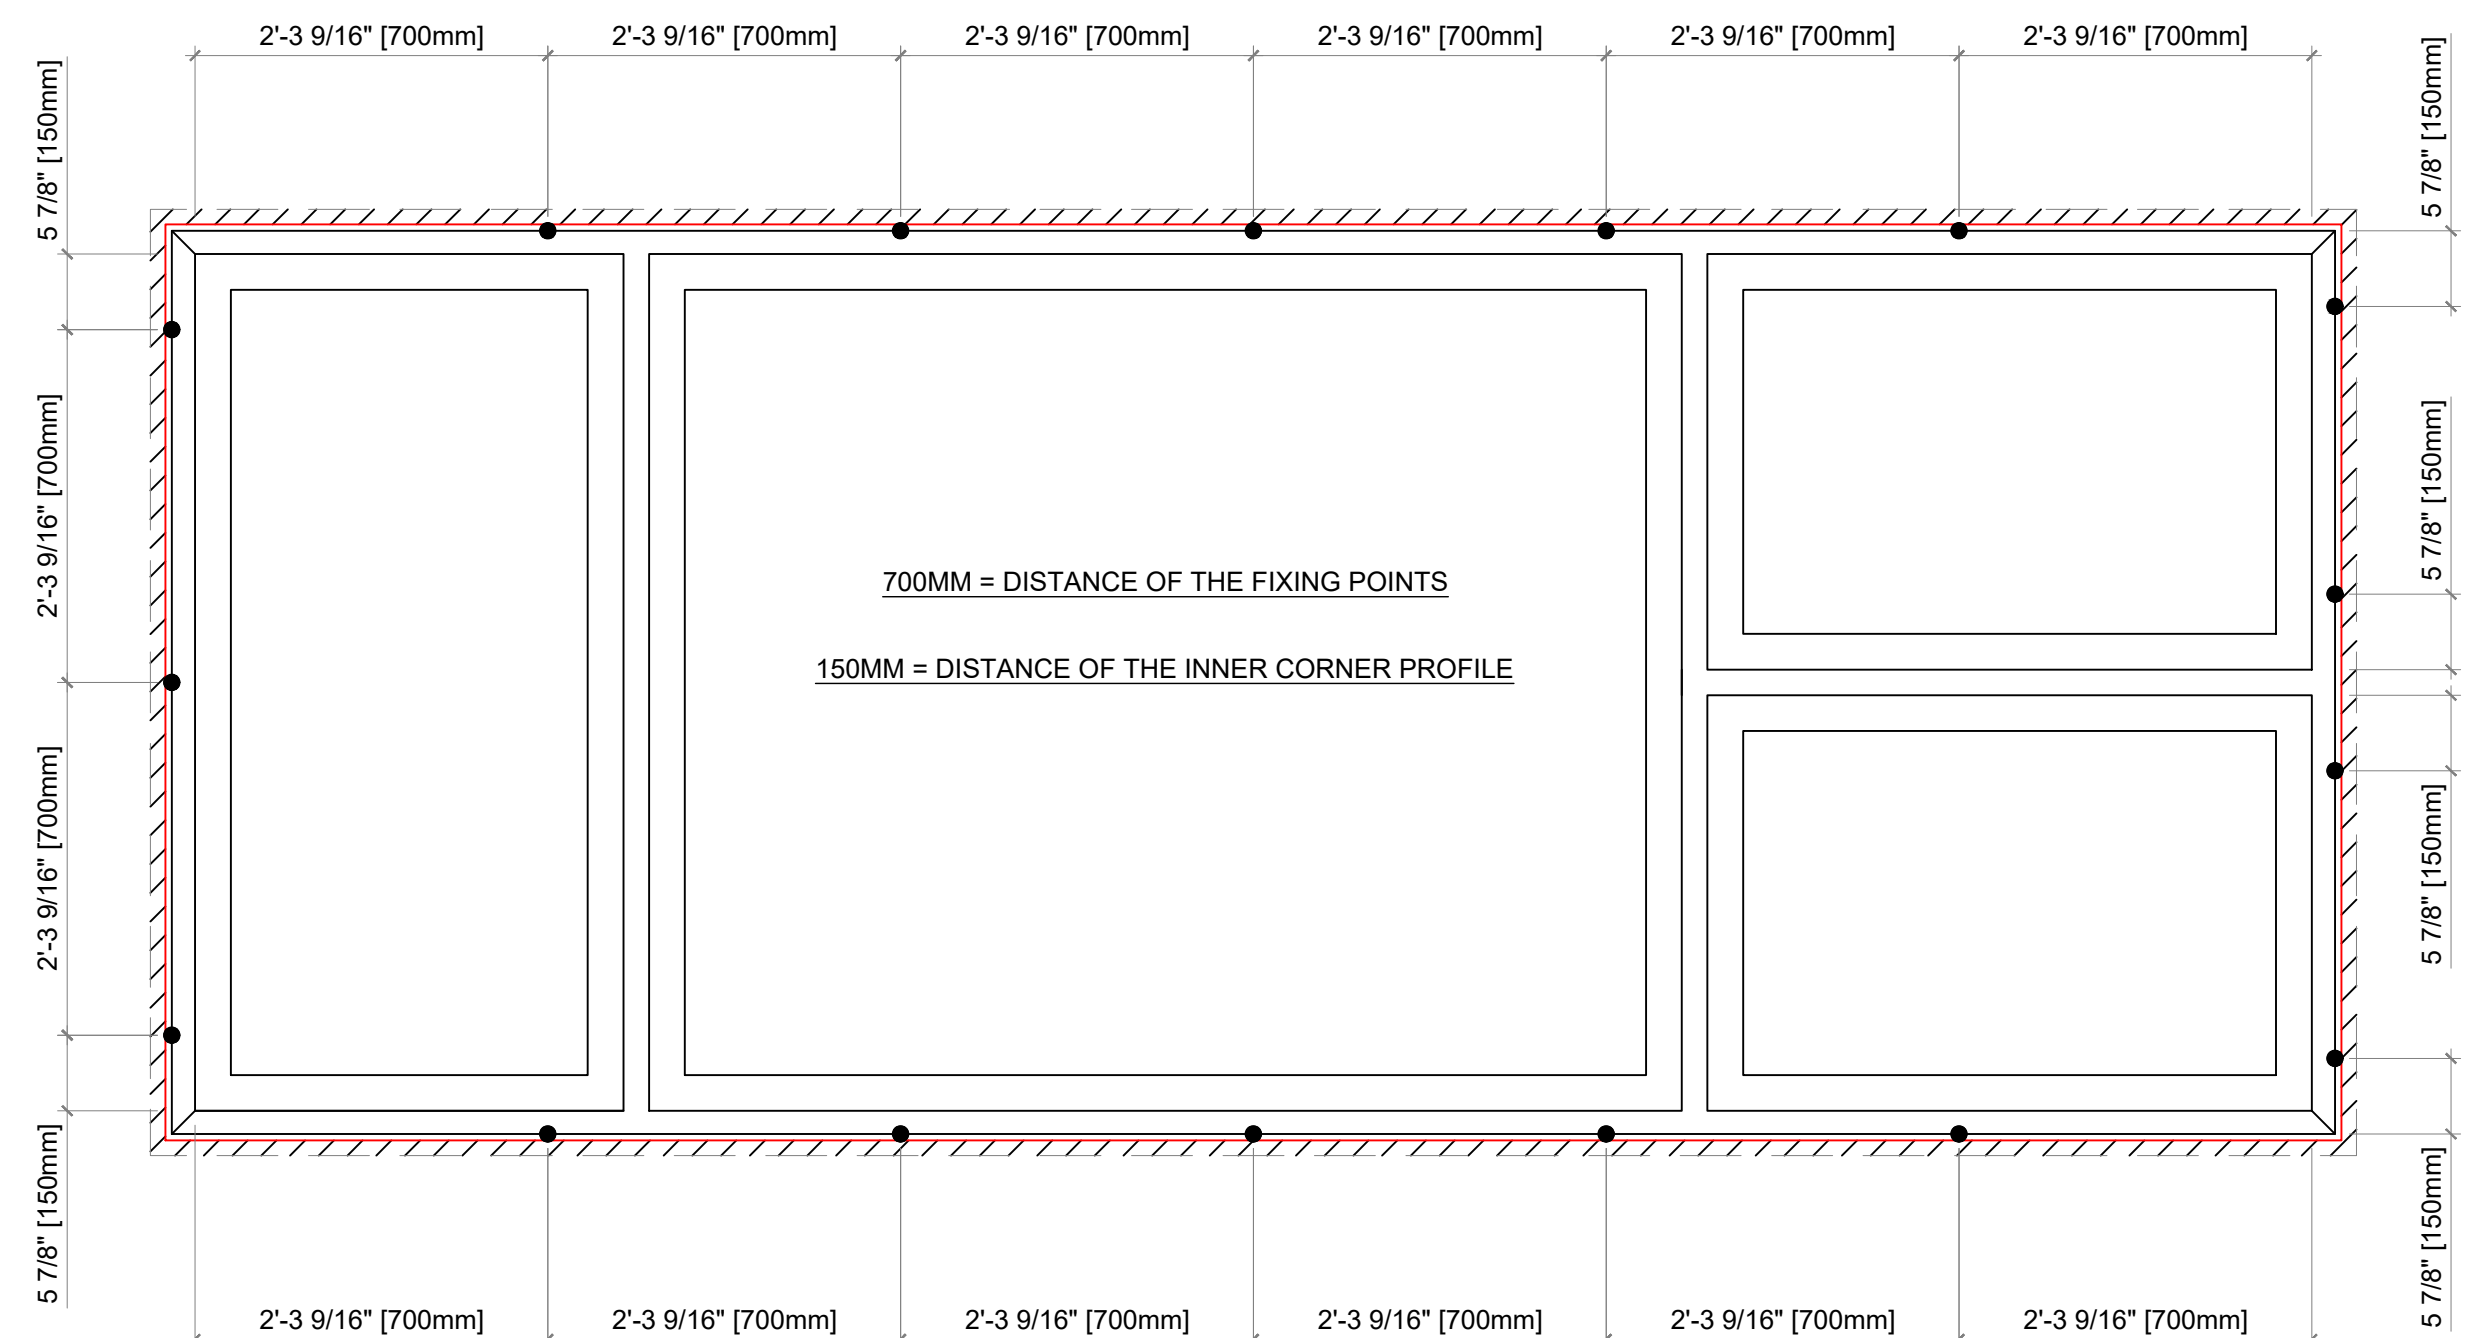 2'-3 9/16" [700mm]
2'-3 9/16" [700mm]
2'-3 9/16" [700mm]
2'-3 9/16" [700mm]
2'-3 9/16" [700mm]
2'-3 9/16" [700mm]
5 7/8" [150mm]
2'-3 9/16" [700mm]
2'-3 9/16" [700mm]
5 7/8" [150mm]
700MM = DISTANCE OF THE FIXING POINTS
150MM = DISTANCE OF THE INNER CORNER PROFILE
5 7/8" [150mm]
5 7/8" [150mm]
5 7/8" [150mm]
5 7/8" [150mm]
2'-3 9/16" [700mm]
2'-3 9/16" [700mm]
2'-3 9/16" [700mm]
2'-3 9/16" [700mm]
2'-3 9/16" [700mm]
2'-3 9/16" [700mm]